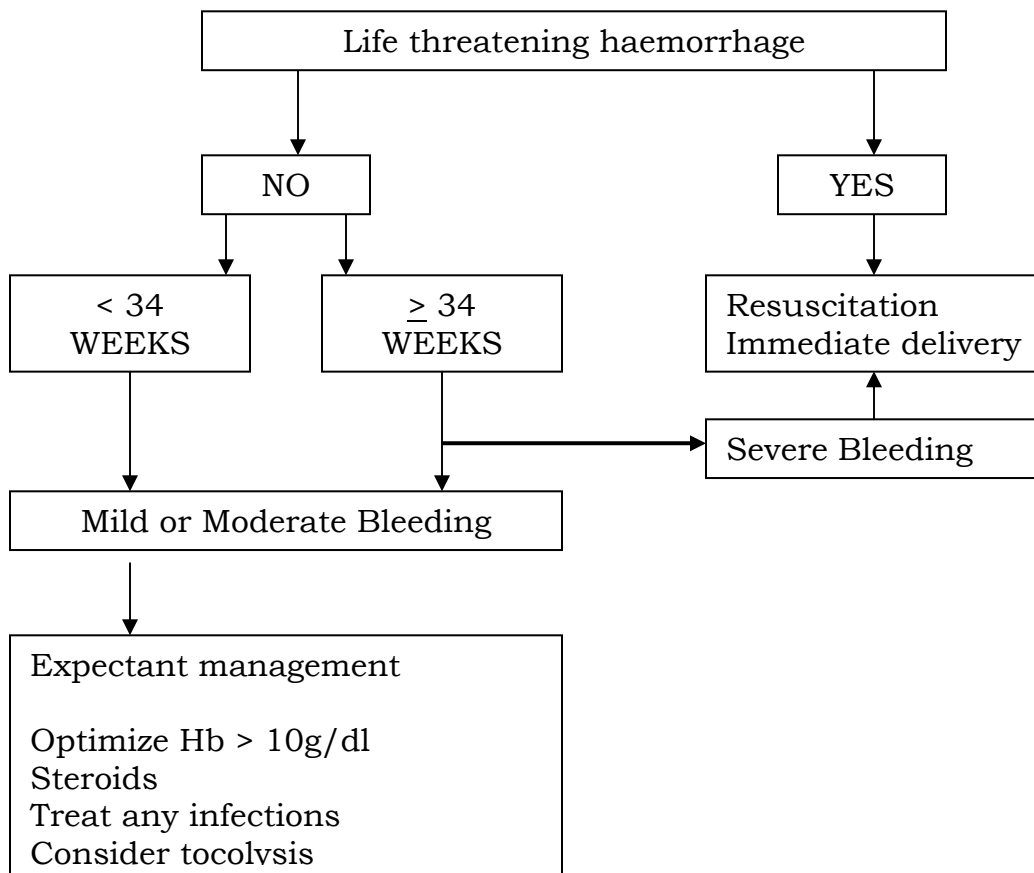 Life threatening haemorrhage
NO
YES
< 34
WEEKS
≥ 34
WEEKS
Resuscitation
Immediate delivery
Severe Bleeding
Mild or Moderate Bleeding
Expectant management
Optimize Hb > 10g/dl
Steroids
Treat any infections
Consider tocolysis